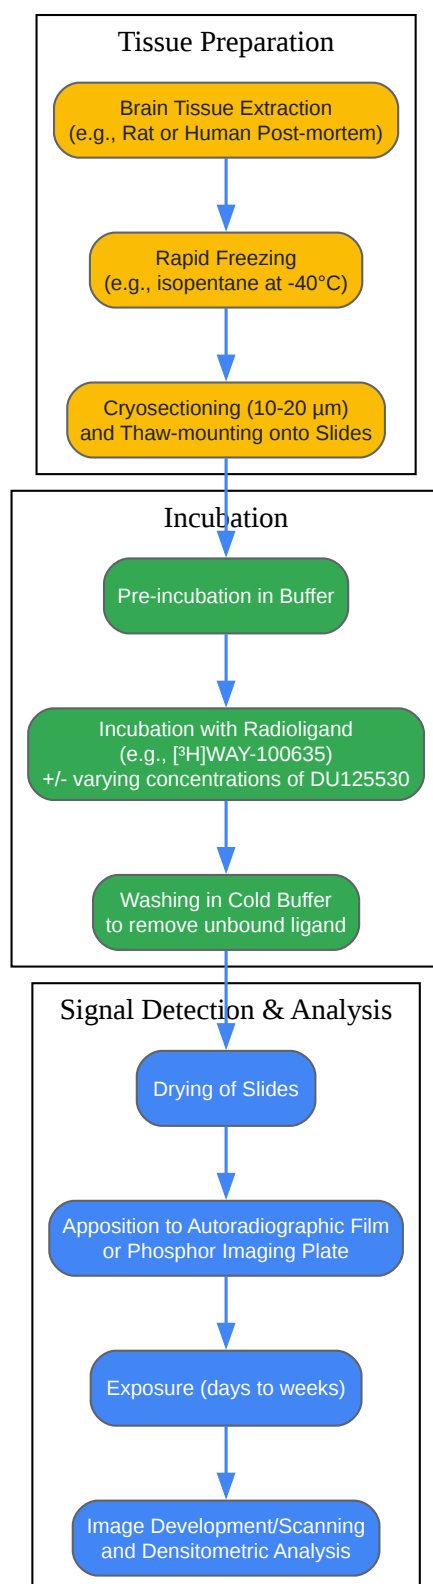 Tissue Preparation
Brain Tissue Extraction
(e.g., Rat or Human Post-mortem)
Rapid Freezing
(e.g., isopentane at -40°C)
Cryosectioning (10-20 µm)
and Thaw-mounting onto Slides
Incubation
Pre-incubation in Buffer
Incubation with Radioligand
(e.g., [³H]WAY-100635)
+/- varying concentrations of DU125530
Washing in Cold Buffer
to remove unbound ligand
Signal Detection & Analysis
Drying of Slides
Apposition to Autoradiographic Film
or Phosphor Imaging Plate
Exposure (days to weeks)
Image Development/Scanning
and Densitometric Analysis